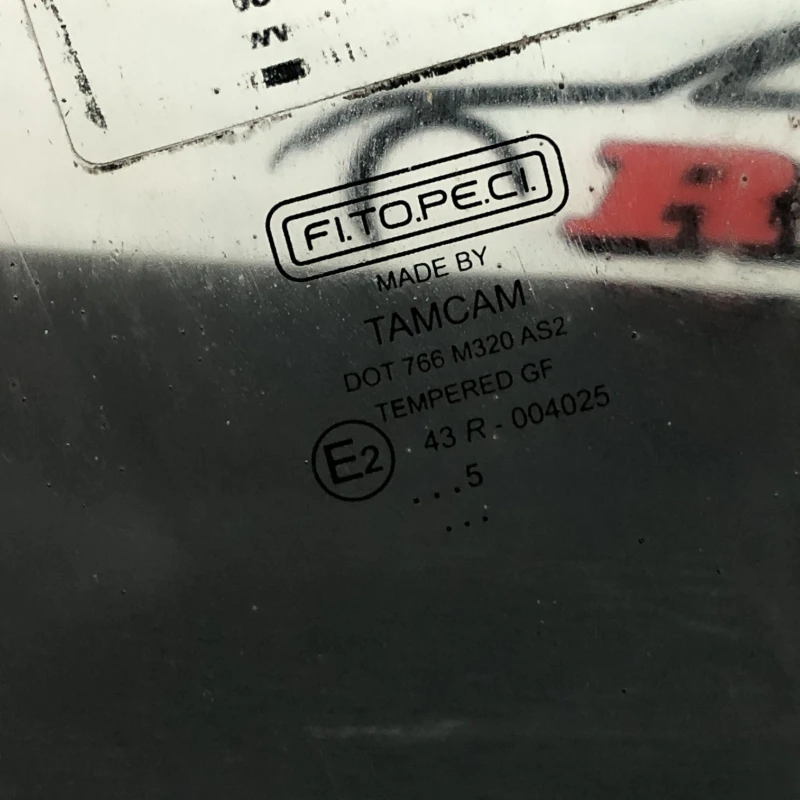 FI.TO.PE.CI.
MADE BY
TAMCAM
DOT 766 M320 AS2
TEMPERED GF
E2 43 R - 004025
...5
...
R